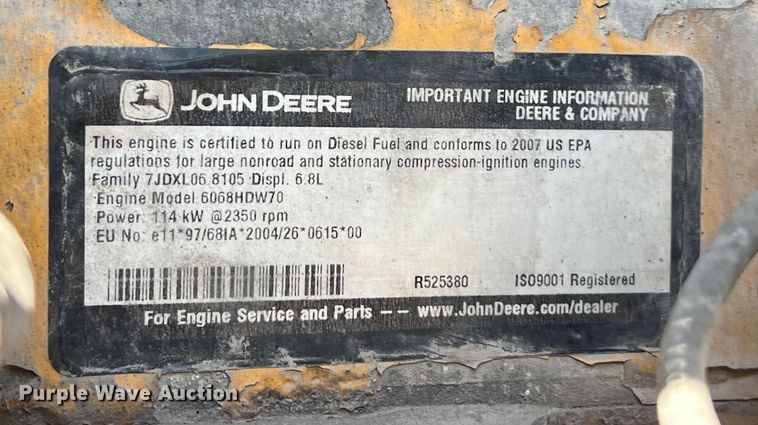 JOHN DEERE
IMPORTANT ENGINE INFORMATION
DEERE & COMPANY
This engine is certified to run on Diesel Fuel and conforms to 2007 US EPA
regulations for large nonroad and stationary compression-ignition engines.
Family 7JDXL06.8105 Displ. 6.8L
Engine Model 6068HDW70
Power: 114 kW @2350 rpm
EU No: e11*97/68IA*2004/26*0615*00
R525380 ISO9001 Registered
For Engine Service and Parts -- www.JohnDeere.com/dealer
Purple Wave Auction